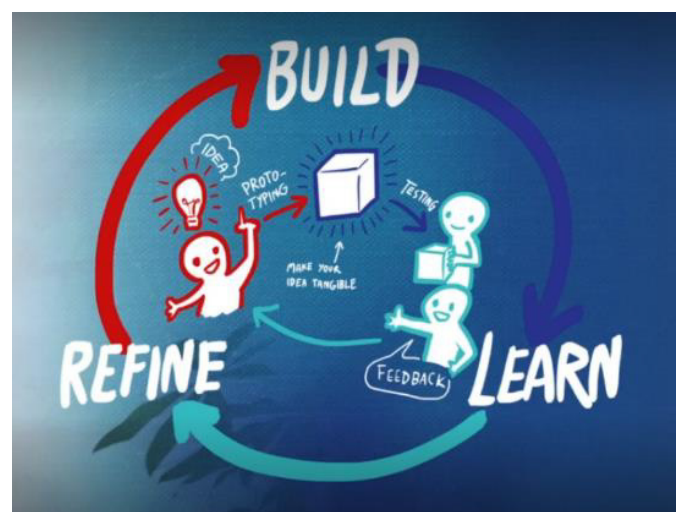 BUILD
IDEA
PROTO-
TYPING
TESTING
MAKE YOUR
IDEA TANGIBLE
REFINE
FEEDBACK
LEARN